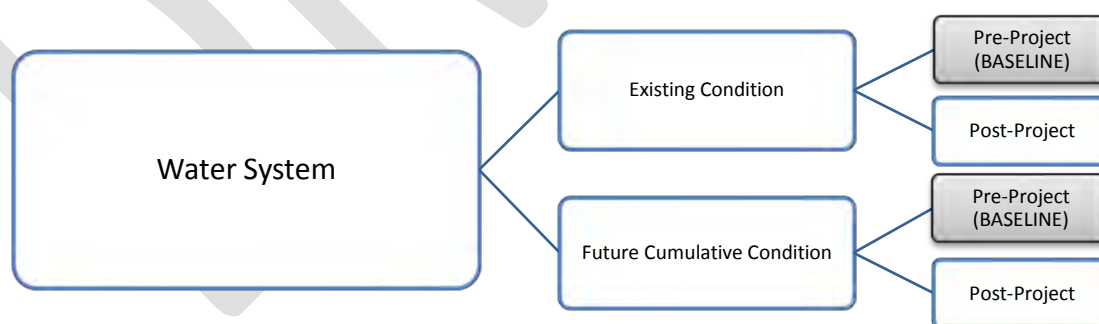 Water System
Existing Condition
Pre-Project
(BASELINE)
Post-Project
Future Cumulative Condition
Pre-Project
(BASELINE)
Post-Project